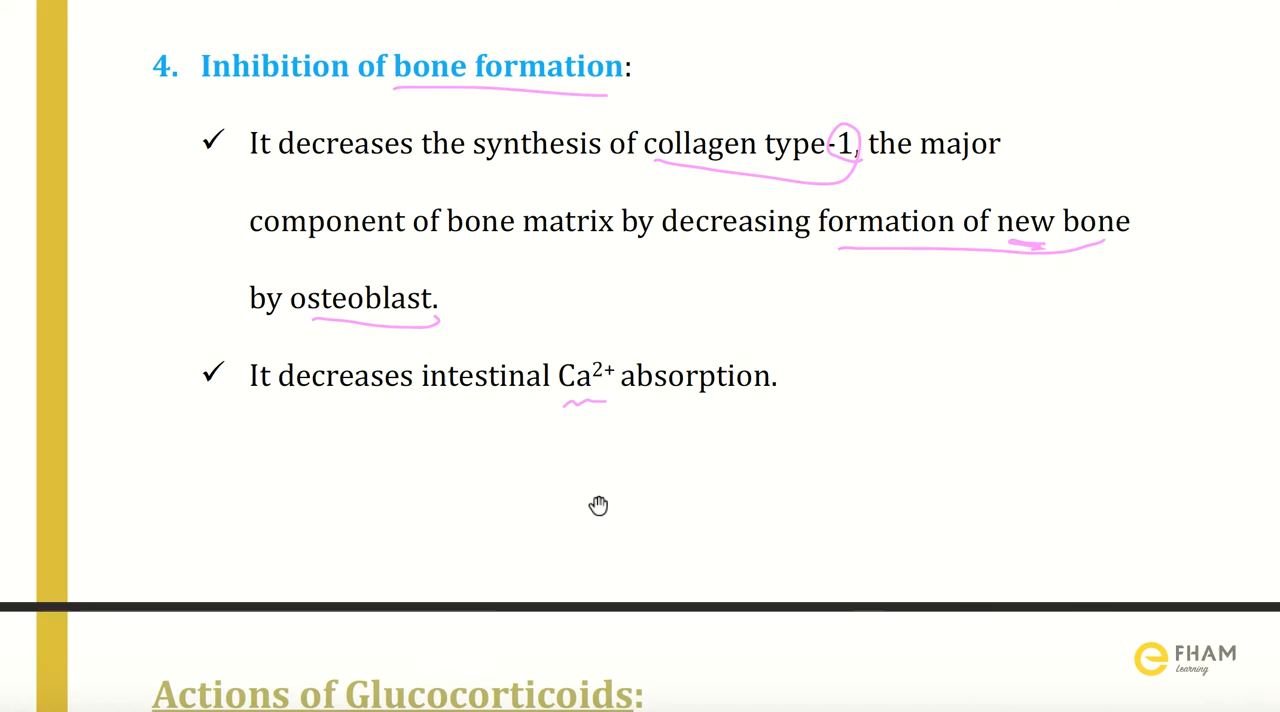 4. Inhibition of bone formation:
✓ It decreases the synthesis of collagen type-1, the major
component of bone matrix by decreasing formation of new bone
by osteoblast.
✓ It decreases intestinal Ca²⁺ absorption.
Actions of Glucocorticoids:
eFHAM
Learning